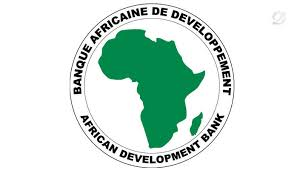 BANQUE AFRICAINE DE DEVELOPPEMENT
AFRICAN DEVELOPMENT BANK